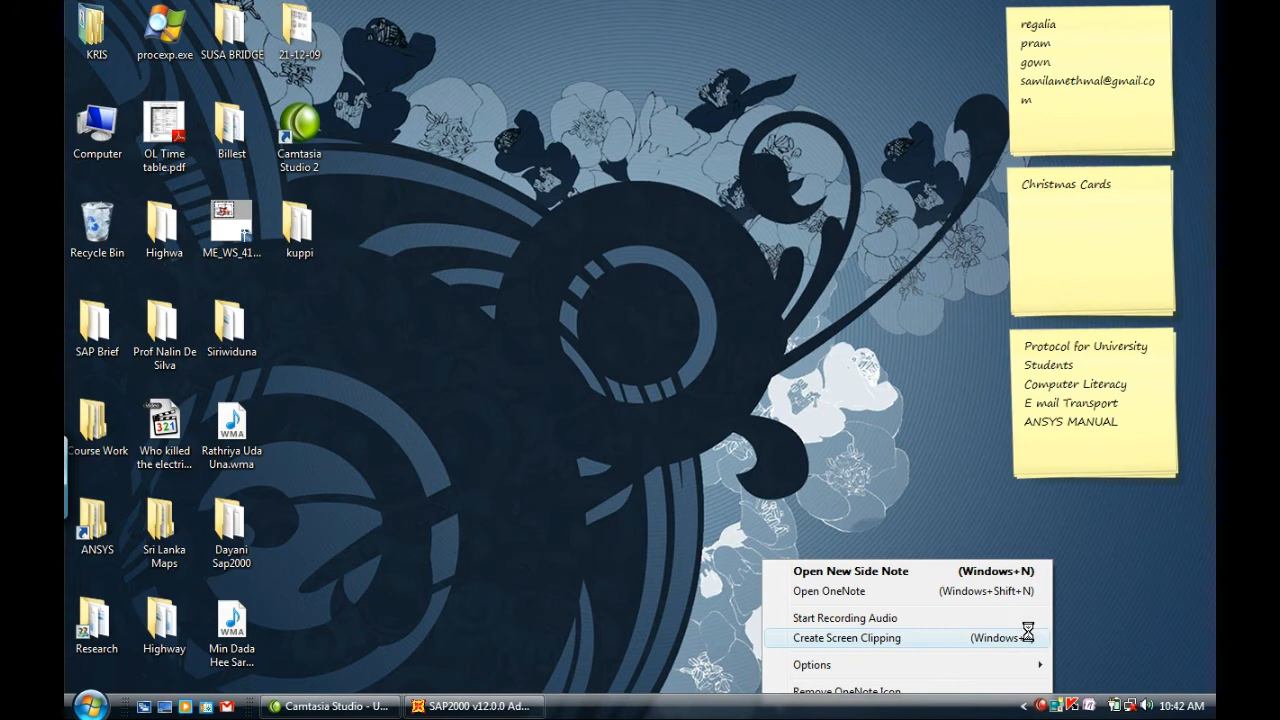 KRIS
procexp.exe
SUSA BRIDGE
21-12-09
Computer
OL Time
table.pdf
Billest
Camtasia
Studio 2
Recycle Bin
Highwa
ME_WS_41...
kuppi
SAP Brief
Prof Nalin De
Silva
Siriwiduna
Course Work
Who killed
the electri...
Rathriya Uda
Una.wma
ANSYS
Sri Lanka
Maps
Dayani
Sap2000
Research
Highway
Min Dada
Hee Sar...
regalia
pram
gown
samilamethmal@gmail.co
m
Christmas Cards
Protocol for University
Students
Computer Literacy
E mail Transport
ANSYS MANUAL
Open New Side Note (Windows+N)
Open OneNote (Windows+Shift+N)
Start Recording Audio
Create Screen Clipping (Windows+
Options
Remove OneNote Icon
Camtasia Studio - U...
SAP2000 v12.0.0 Ad...
10:42 AM